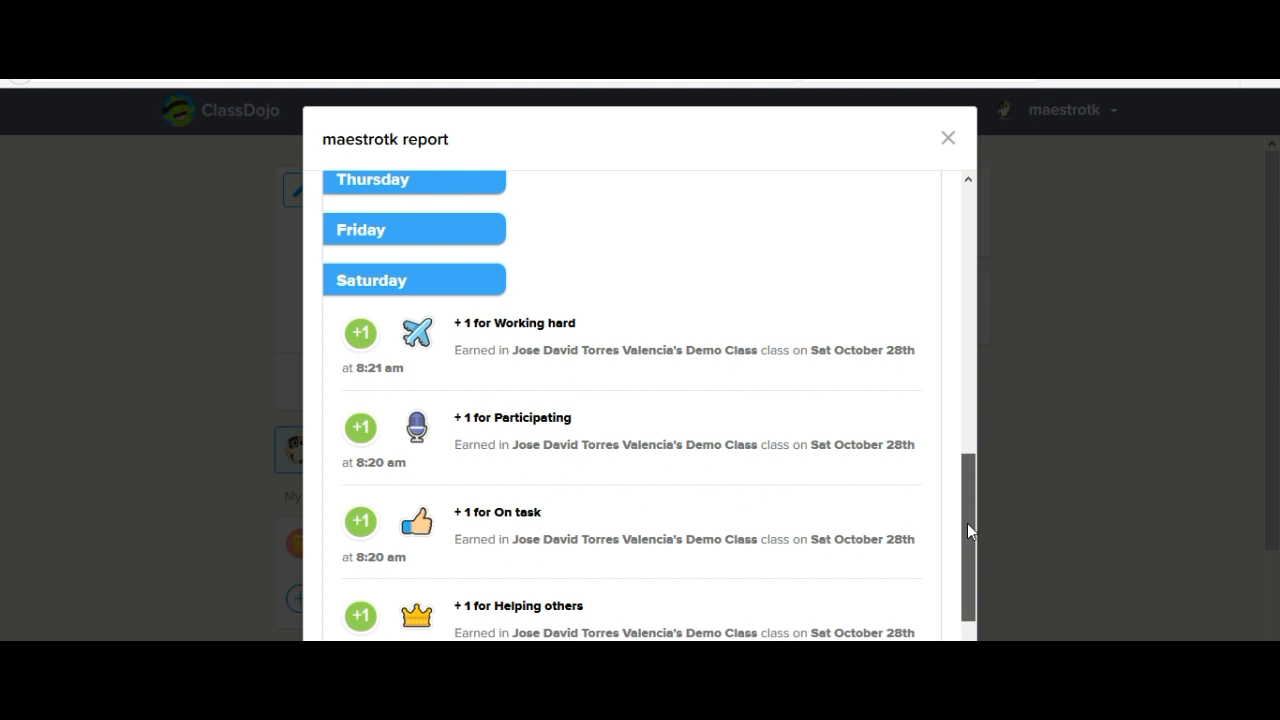 ClassDojo
maestrotk
maestrotk report
Thursday
Friday
Saturday
+1
+ 1 for Working hard
Earned in Jose David Torres Valencia's Demo Class class on Sat October 28th
at 8:21 am
+1
+ 1 for Participating
Earned in Jose David Torres Valencia's Demo Class class on Sat October 28th
at 8:20 am
+1
+ 1 for On task
Earned in Jose David Torres Valencia's Demo Class class on Sat October 28th
at 8:20 am
My
+1
+ 1 for Helping others
Earned in Jose David Torres Valencia's Demo Class class on Sat October 28th